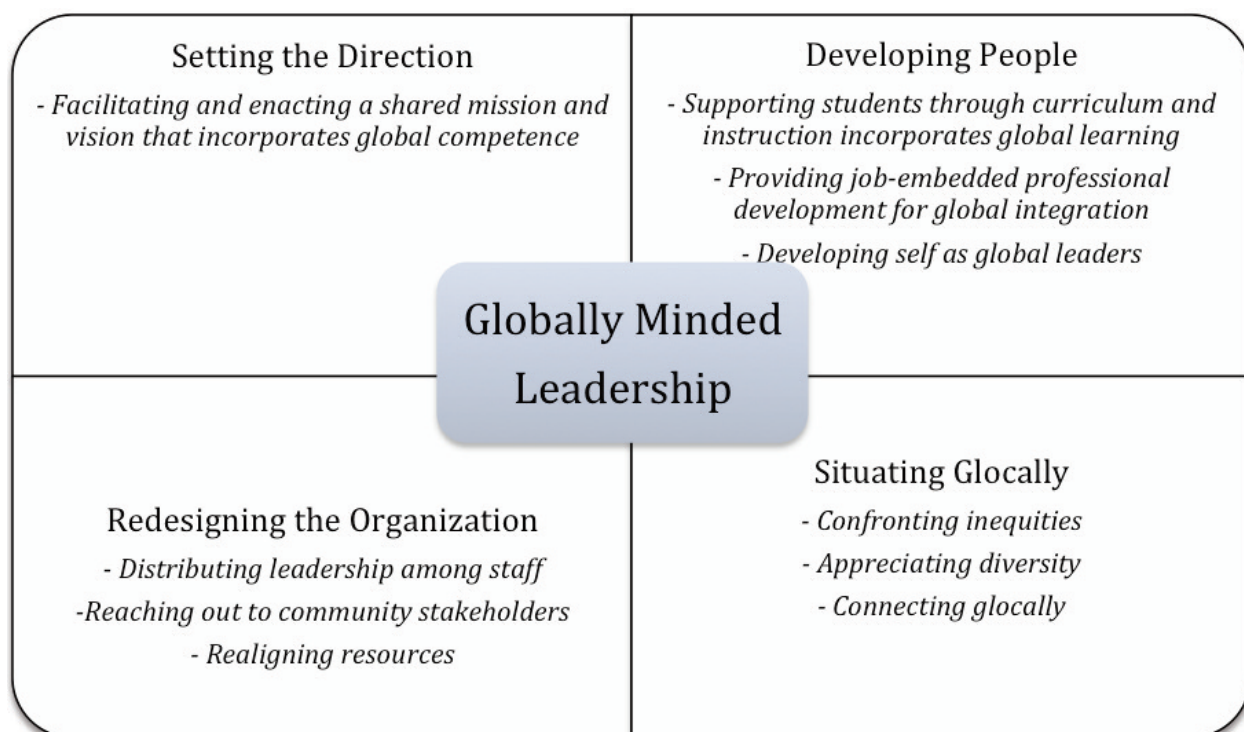 Setting the Direction
- Facilitating and enacting a shared mission and
vision that incorporates global competence
Developing People
- Supporting students through curriculum and
instruction incorporates global learning
- Providing job-embedded professional
development for global integration
- Developing self as global leaders
Globally Minded
Leadership
Redesigning the Organization
- Distributing leadership among staff
-Reaching out to community stakeholders
- Realigning resources
Situating Glocally
- Confronting inequities
- Appreciating diversity
- Connecting glocally